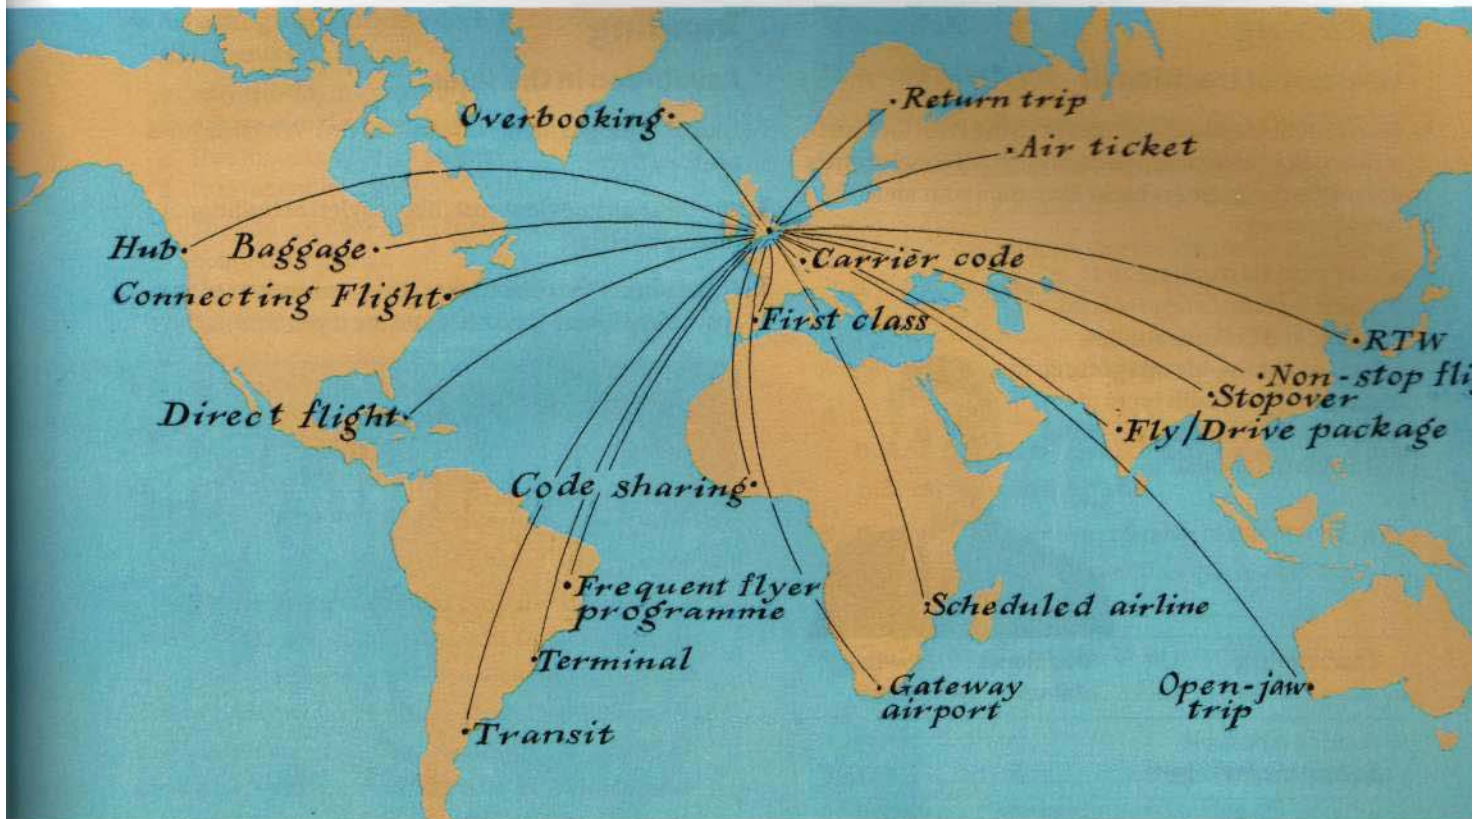 Overbooking
Return trip
Air ticket
Hub
Baggage
Carrier code
Connecting Flight
First class
RTW
Non-stop
Stopover
Direct flight
Fly/Drive package
Code sharing
Frequent flyer
programme
Scheduled airline
Terminal
Gateway
airport
Open-jaw
trip
Transit